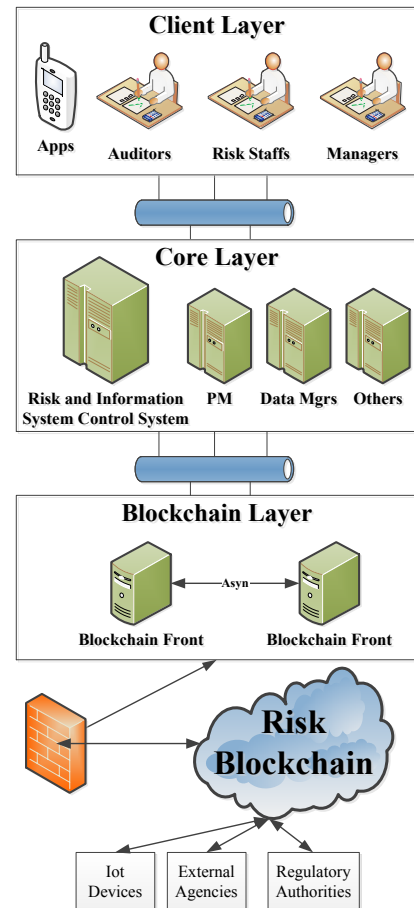 Client Layer
Apps
Auditors
Risk Staffs
Managers
Core Layer
Risk and Information
System Control System
PM
Data Mgrs
Others
Blockchain Layer
Asyn
Blockchain Front
Blockchain Front
Risk
Blockchain
Iot
Devices
External
Agencies
Regulatory
Authorities